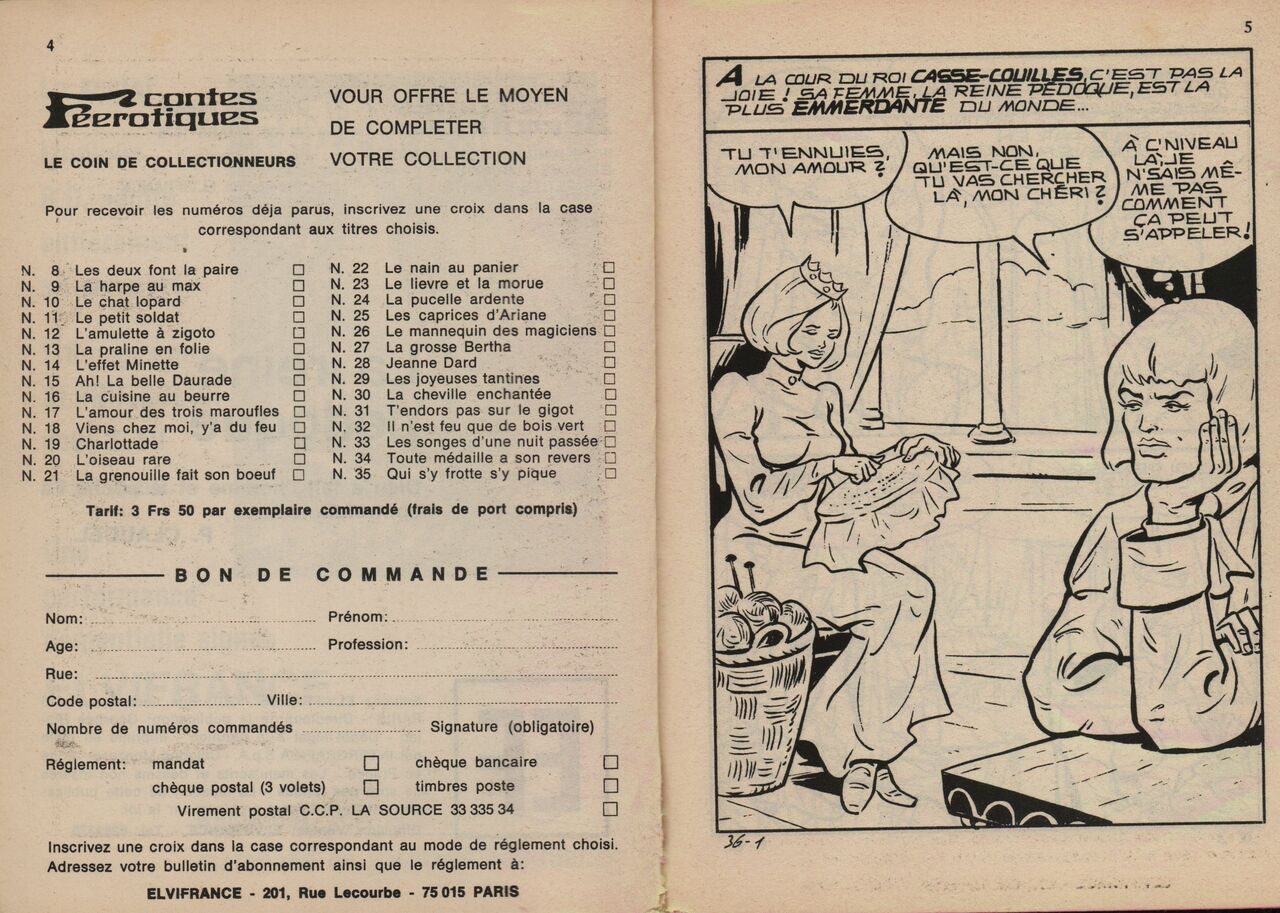 4
contes
Féerotiques
LE COIN DE COLLECTIONNEURS
VOUR OFFRE LE MOYEN
DE COMPLETER
VOTRE COLLECTION
Pour recevoir les numéros déja parus, inscrivez une croix dans la case
correspondant aux titres choisis.
N. 8 Les deux font la paire
N. 9 La harpe au max
N. 10 Le chat lopard
N. 11 Le petit soldat
N. 12 L'amulette à zigoto
N. 13 La praline en folie
N. 14 L'effet Minette
N. 15 Ah! La belle Daurade
N. 16 La cuisine au beurre
N. 17 L'amour des trois maroufles
N. 18 Viens chez moi, y'a du feu
N. 19 Charlottade
N. 20 L'oiseau rare
N. 21 La grenouille fait son boeuf
N. 22 Le nain au panier
N. 23 Le lievre et la morue
N. 24 La pucelle ardente
N. 25 Les caprices d'Ariane
N. 26 Le mannequin des magiciens
N. 27 La grosse Bertha
N. 28 Jeanne Dard
N. 29 Les joyeuses tantines
N. 30 La cheville enchantée
N. 31 T'endors pas sur le gigot
N. 32 Il n'est feu que de bois vert
N. 33 Les songes d'une nuit passée
N. 34 Toute médaille a son revers
N. 35 Qui s'y frotte s'y pique
Tarif: 3 Frs 50 par exemplaire commandé (frais de port compris)
BON DE COMMANDE
Nom: Prénom:
Age: Profession:
Rue:
Code postal: Ville:
Nombre de numéros commandés Signature (obligatoire)
Réglement: mandat chèque bancaire
chèque postal (3 volets) timbres poste
Virement postal C.C.P. LA SOURCE 33 335 34
Inscrivez une croix dans la case correspondant au mode de réglement choisi.
Adressez votre bulletin d'abonnement ainsi que le réglement à:
ELVIFRANCE - 201, Rue Lecourbe - 75 015 PARIS
5
A LA COUR DU ROI CASSE-COUILLES, C'EST PAS LA
JOIE! SA FEMME, LA REINE PÉDOQUE, EST LA
PLUS EMMERDANTE DU MONDE...
TU T'ENNUIES,
MON AMOUR?
MAIS NON,
QU'EST-CE QUE
TU VAS CHERCHER
LÀ, MON CHÉRI?
À C'NIVEAU
LÀ, JE
N'SAIS MÊ-
ME PAS
COMMENT
ÇA PEUT
S'APPELER!
36-1